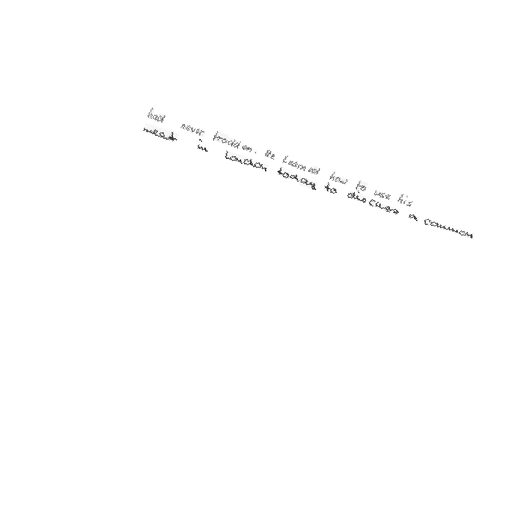 had never trodden. He learned how to use his
meet in London today to discuss a common